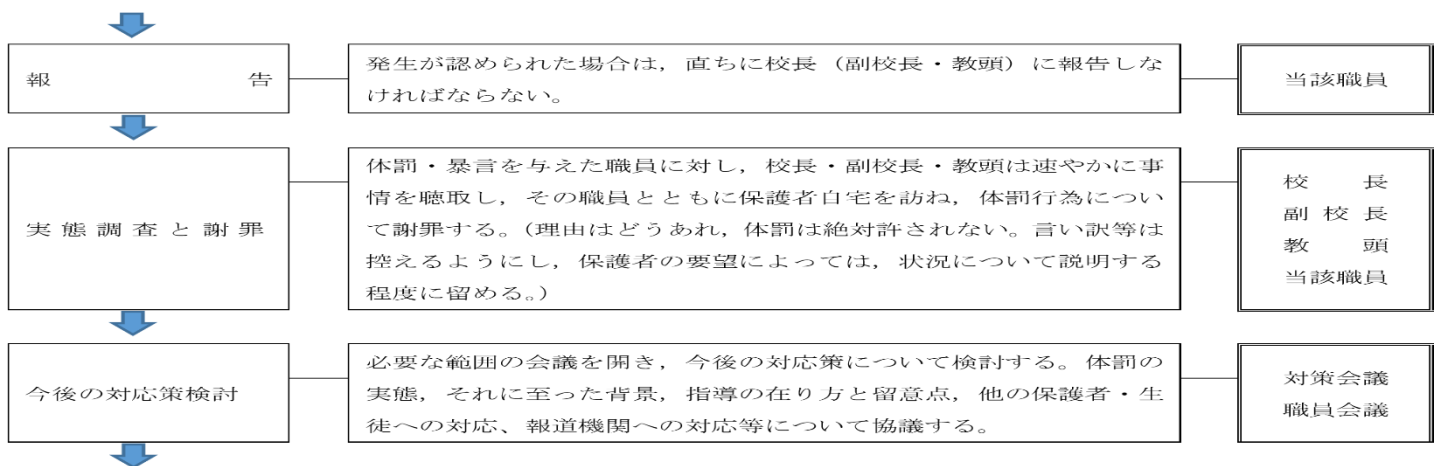 報告
発生が認められた場合は，直ちに校長（副校長・教頭）に報告しな
ければならない。
当該職員
実態調査と謝罪
体罰・暴言を与えた職員に対し，校長・副校長・教頭は速やかに事
情を聴取し，その職員とともに保護者自宅を訪ね，体罰行為につい
て謝罪する。（理由はどうあれ，体罰は絶対許されない。言い訳等は
控えるようにし，保護者の要望によっては，状況について説明する
程度に留める。）
校長
副校長
教頭
当該職員
今後の対応策検討
必要な範囲の会議を開き，今後の対応策について検討する。体罰の
実態，それに至った背景，指導の在り方と留意点，他の保護者・生
徒への対応、報道機関への対応等について協議する。
対策会議
職員会議